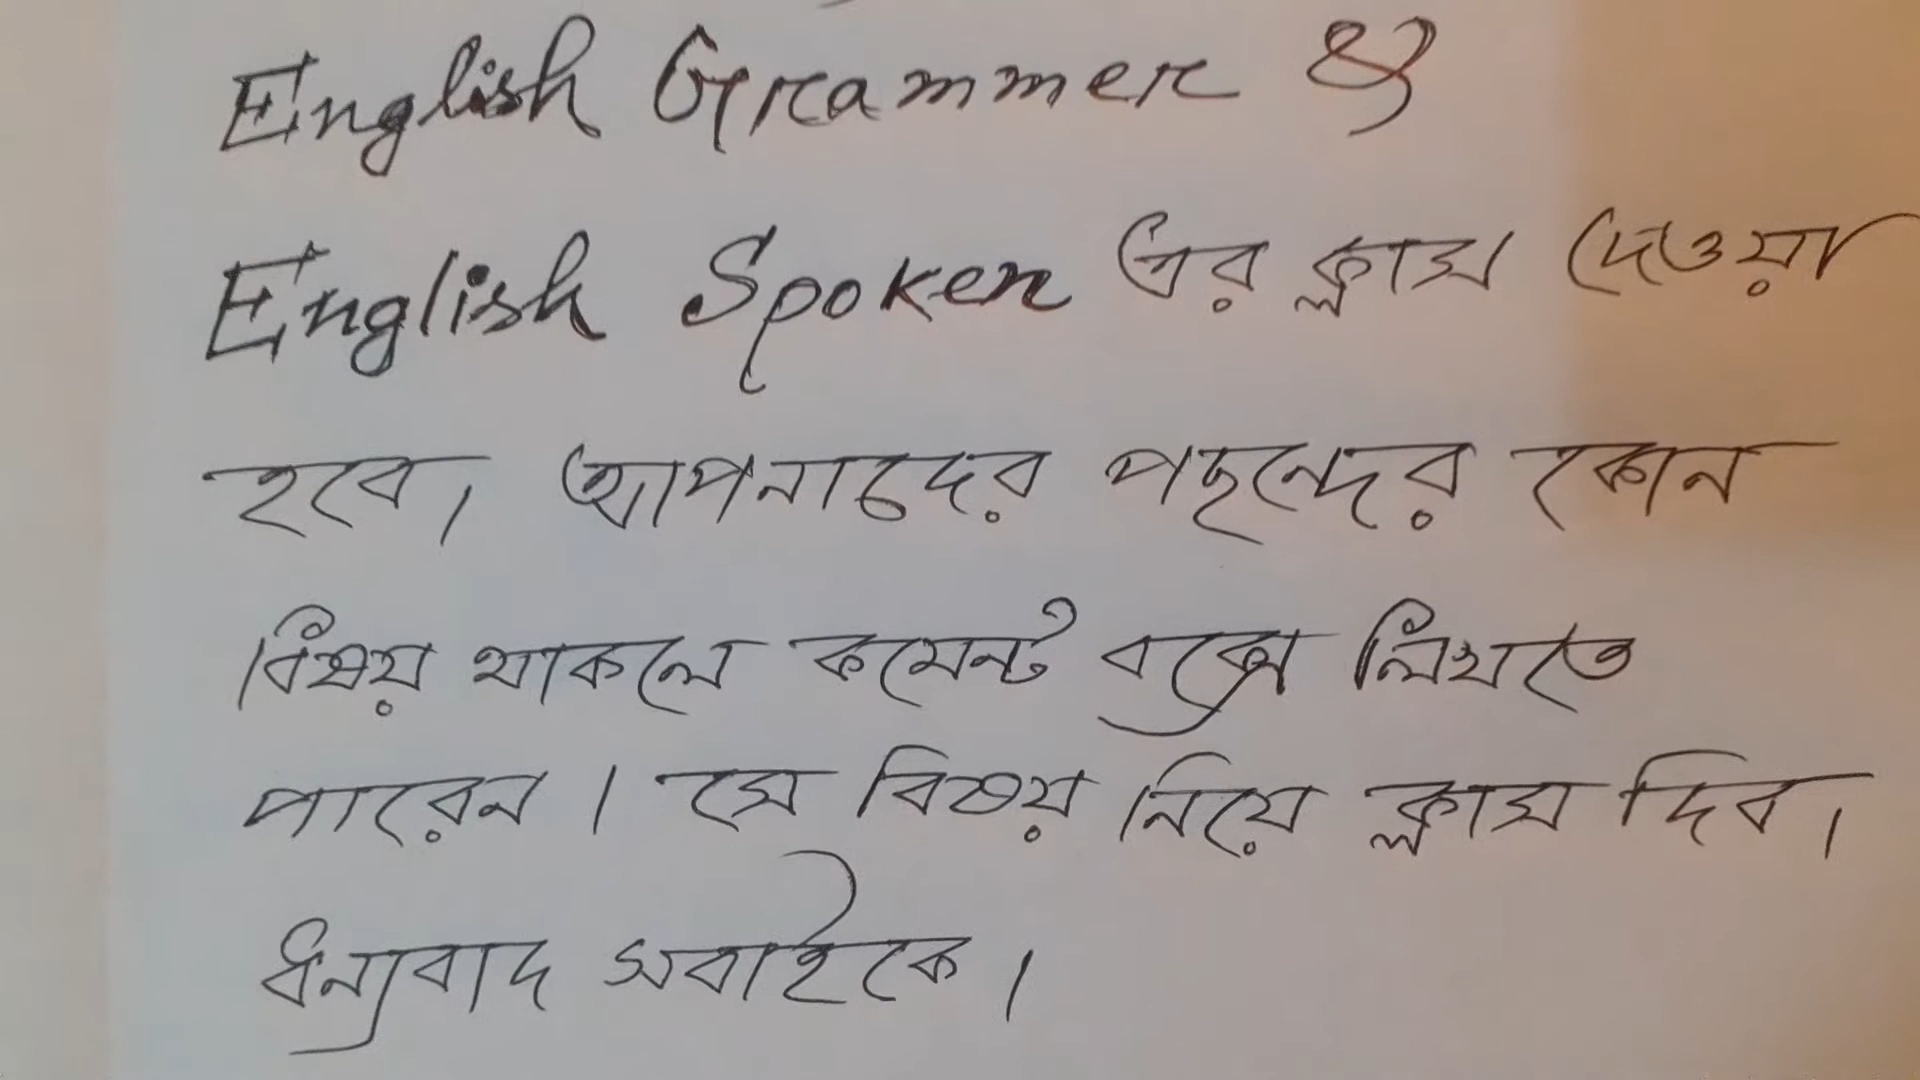 English Grammer ও
English Spoken এর ক্লাস দেওয়া
হবে। আপনাদের পছন্দের কোন
বিষয় থাকলে কমেন্ট বক্সে লিখতে
পারেন। সে বিষয় নিয়ে ক্লাস দিব।
ধন্যবাদ সবাইকে।